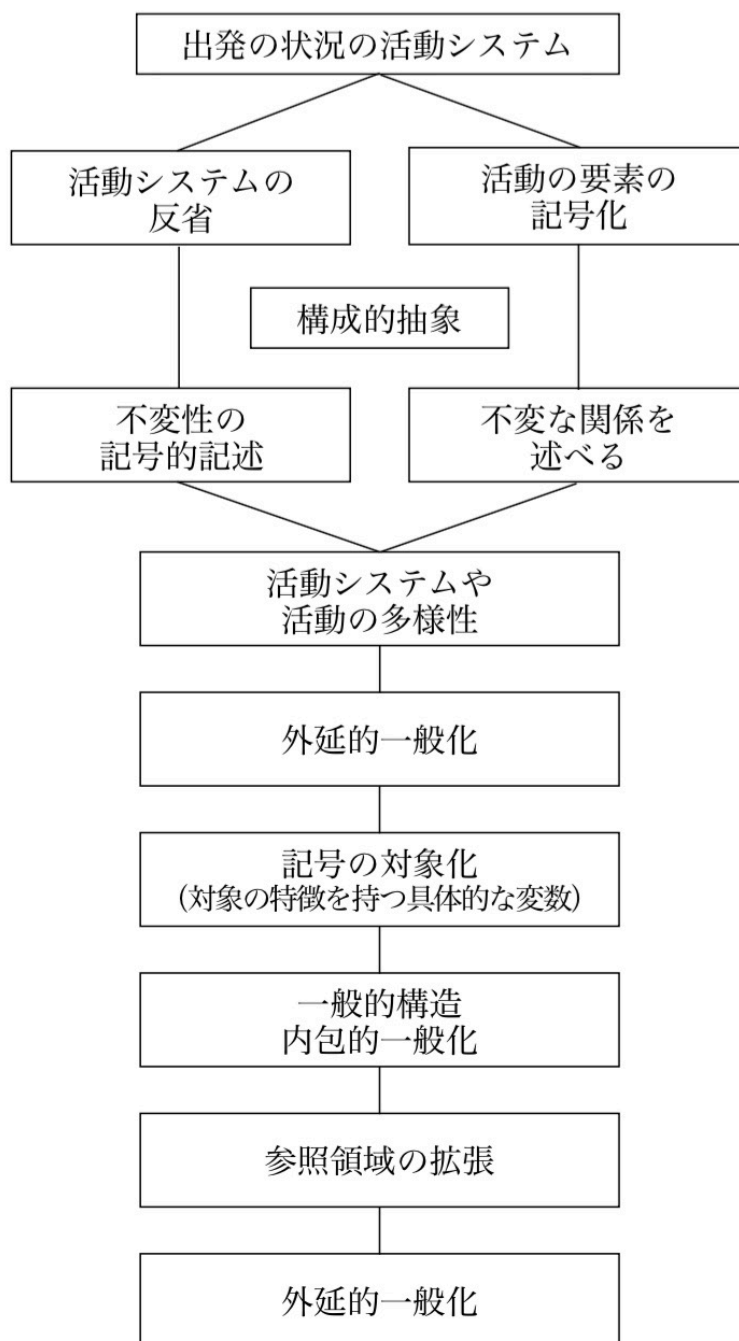 出発の状況の活動システム
活動システムの
反省
活動の要素の
記号化
構成的抽象
不変性の
記号的記述
不変な関係を
述べる
活動システムや
活動の多様性
外延的一般化
記号の対象化
(対象の特徴を持つ具体的な変数)
一般的構造
内包的一般化
参照領域の拡張
外延的一般化